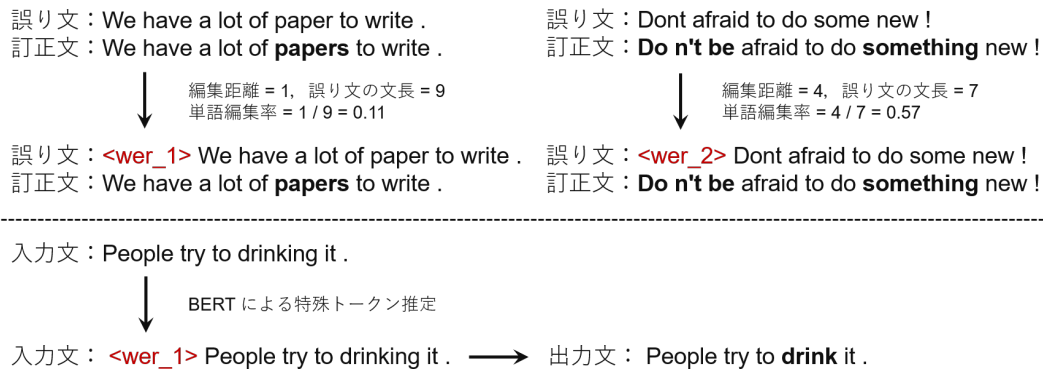 誤り文：We have a lot of paper to write .
訂正文：We have a lot of papers to write .
編集距離 = 1, 誤り文の文長 = 9
単語編集率 = 1 / 9 = 0.11
誤り文：<wer_1> We have a lot of paper to write .
訂正文：We have a lot of papers to write .
誤り文：Dont afraid to do some new !
訂正文：Do n't be afraid to do something new !
編集距離 = 4, 誤り文の文長 = 7
単語編集率 = 4 / 7 = 0.57
誤り文：<wer_2> Dont afraid to do some new !
訂正文：Do n't be afraid to do something new !
入力文：People try to drinking it .
BERT による特殊トークン推定
入力文： <wer_1> People try to drinking it .
出力文： People try to drink it .